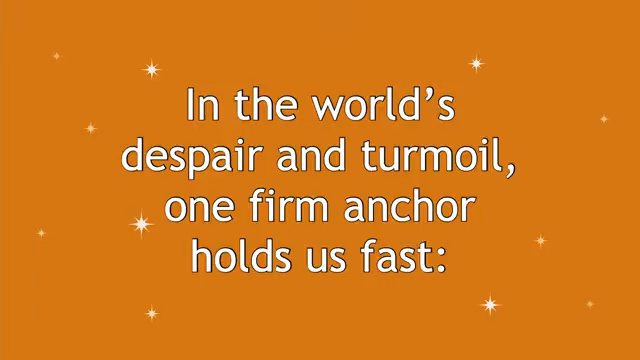 In the world’s
despair and turmoil,
one firm anchor
holds us fast: